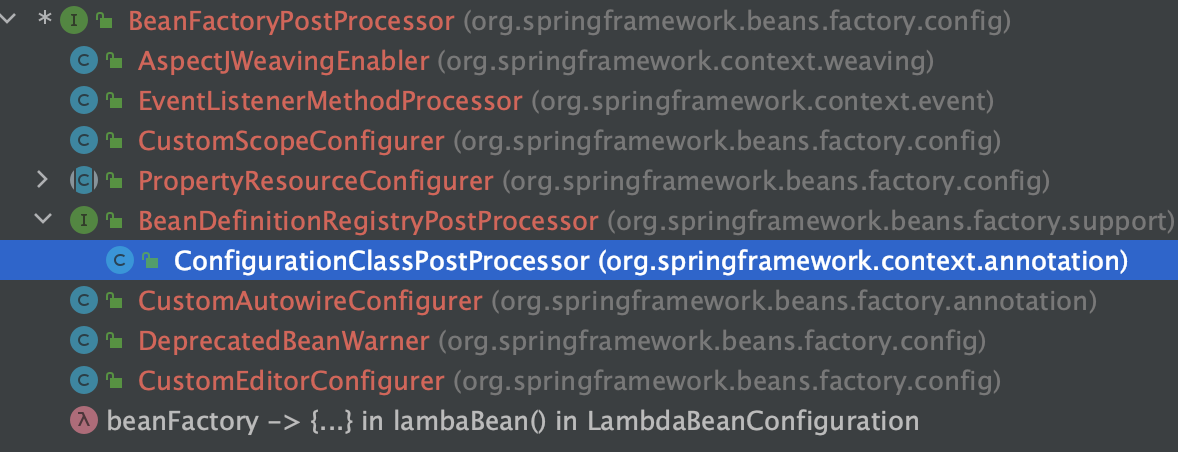 * I BeanFactoryPostProcessor (org.springframework.beans.factory.config)
C AspectJWeavingEnabler (org.springframework.context.weaving)
C EventListenerMethodProcessor (org.springframework.context.event)
C CustomScopeConfigurer (org.springframework.beans.factory.config)
C PropertyResourceConfigurer (org.springframework.beans.factory.config)
I BeanDefinitionRegistryPostProcessor (org.springframework.beans.factory.support)
C ConfigurationClassPostProcessor (org.springframework.context.annotation)
C CustomAutowireConfigurer (org.springframework.beans.factory.annotation)
C DeprecatedBeanWarner (org.springframework.beans.factory.config)
C CustomEditorConfigurer (org.springframework.beans.factory.config)
λ beanFactory -> {...} in lambaBean() in LambdaBeanConfiguration